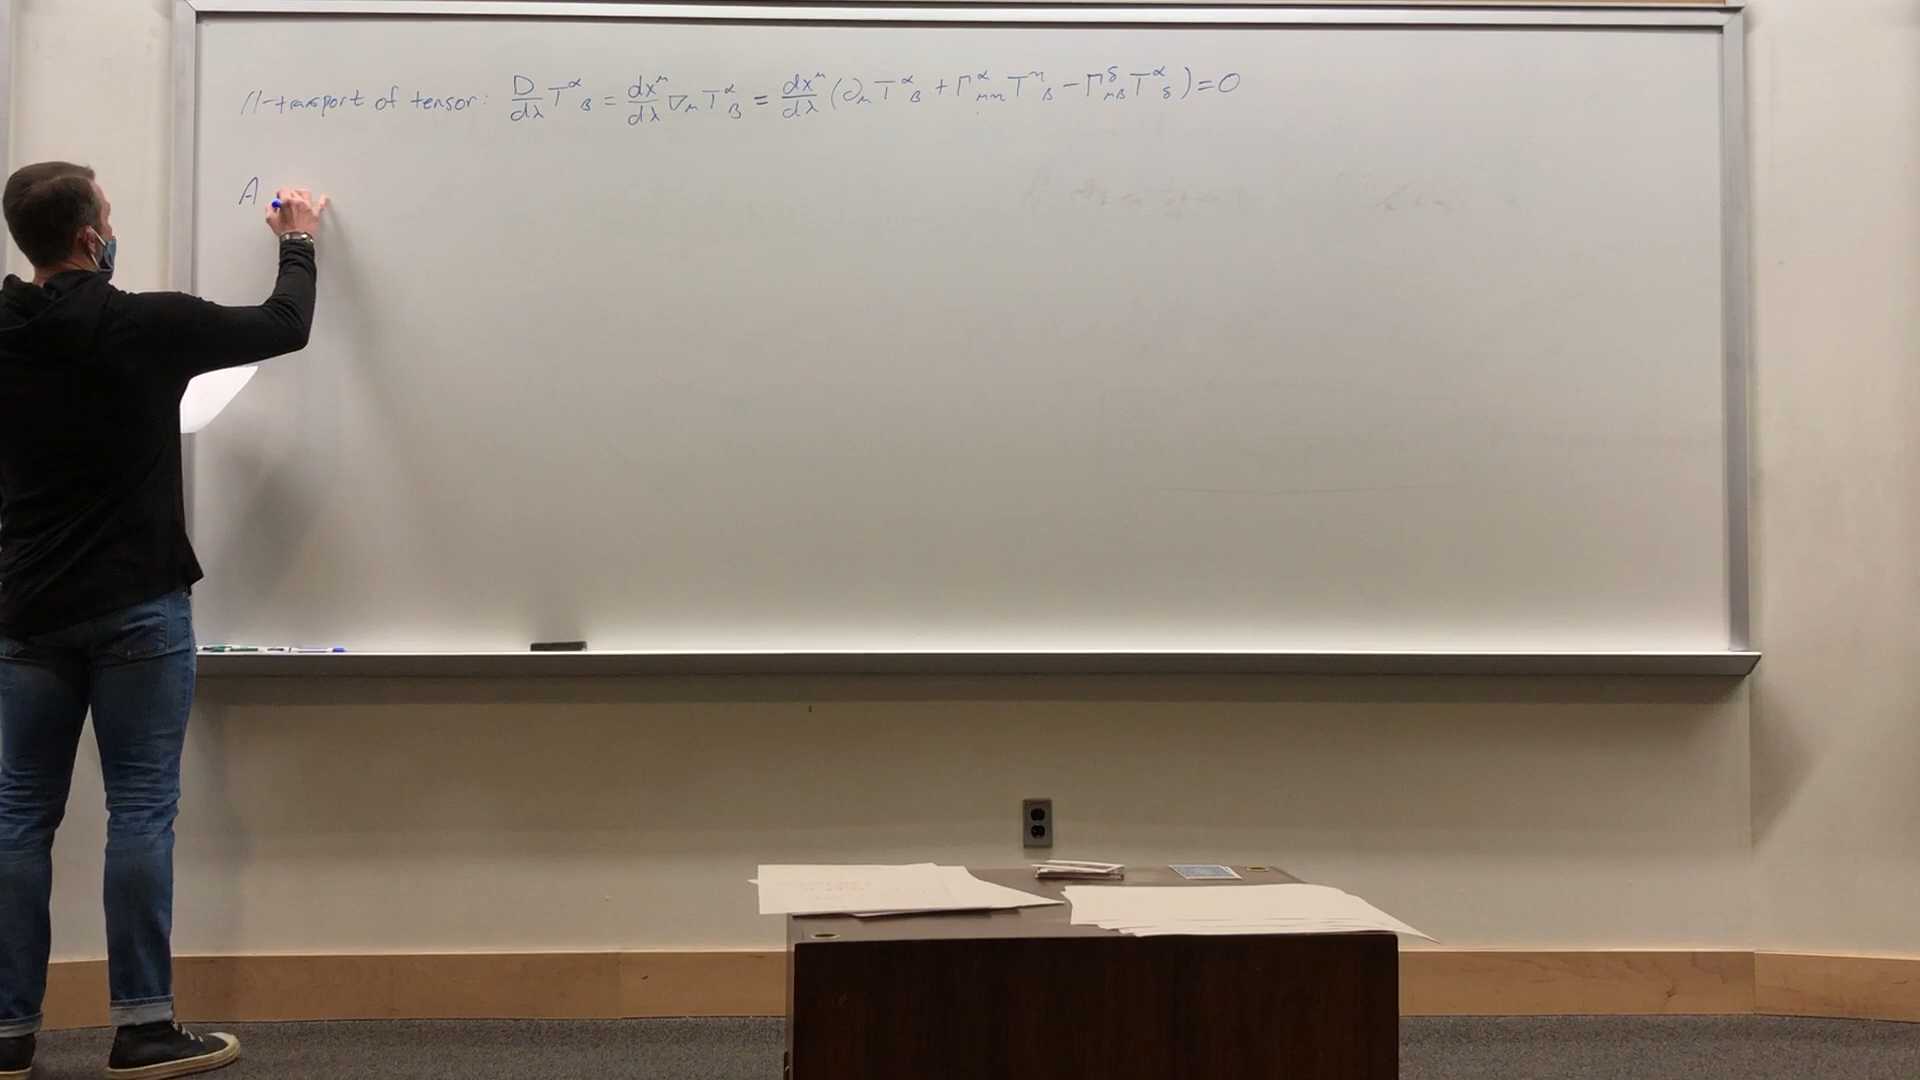 //-transport of tensor: D/dλ T^α_β = dx^μ/dλ ∇_μ T^α_β = dx^μ/dλ (∂_μ T^α_β + Γ^α_μη T^η_β − Γ^δ_μβ T^α_δ) = 0
A